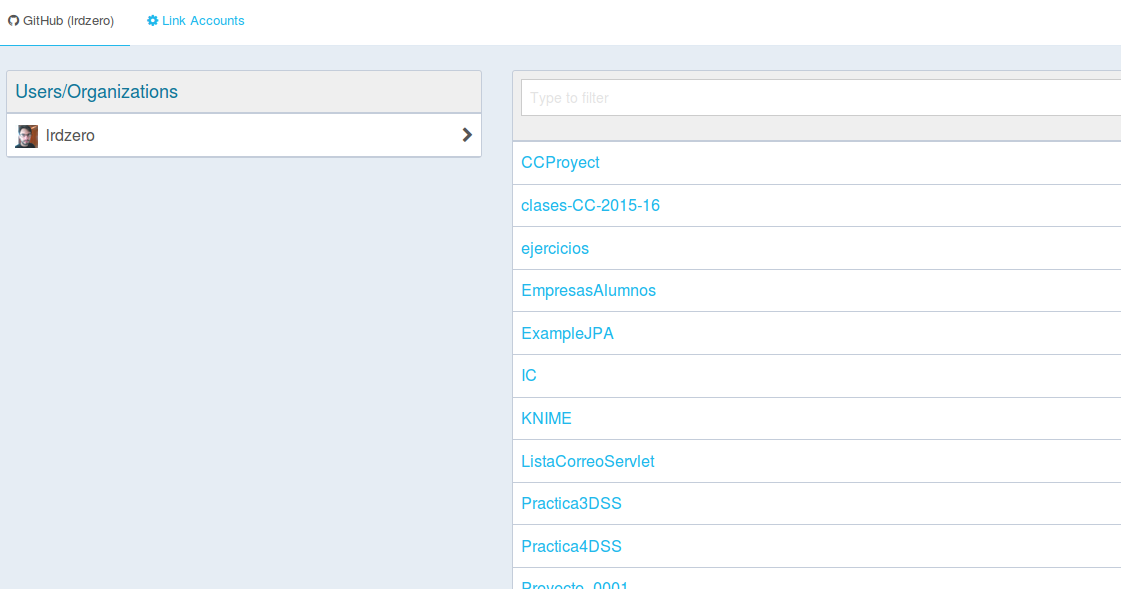 GitHub (lrdzero)
Link Accounts
Users/Organizations
lrdzero
Type to filter
CCProyect
clases-CC-2015-16
ejercicios
EmpresasAlumnos
ExampleJPA
IC
KNIME
ListaCorreoServlet
Practica3DSS
Practica4DSS
Proyecto_0001